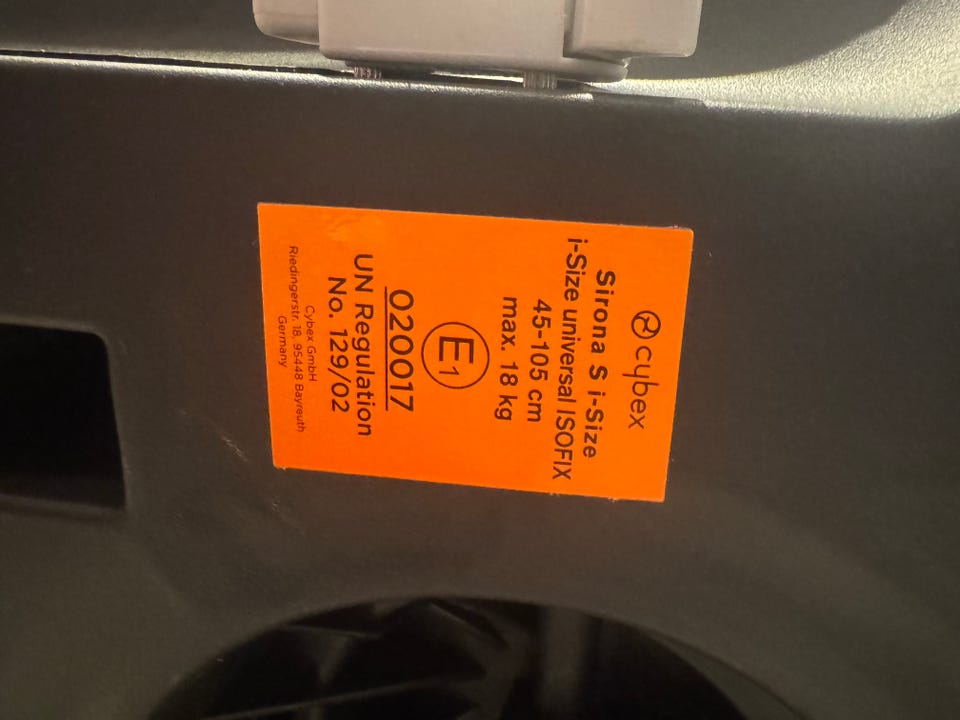 cybex
Sirona S i-Size
i-Size universal ISOFIX
45-105 cm
max. 18 kg
E1
020017
UN Regulation
No. 129/02
Cybex GmbH
Riedingerstr. 18, 95448 Bayreuth
Germany